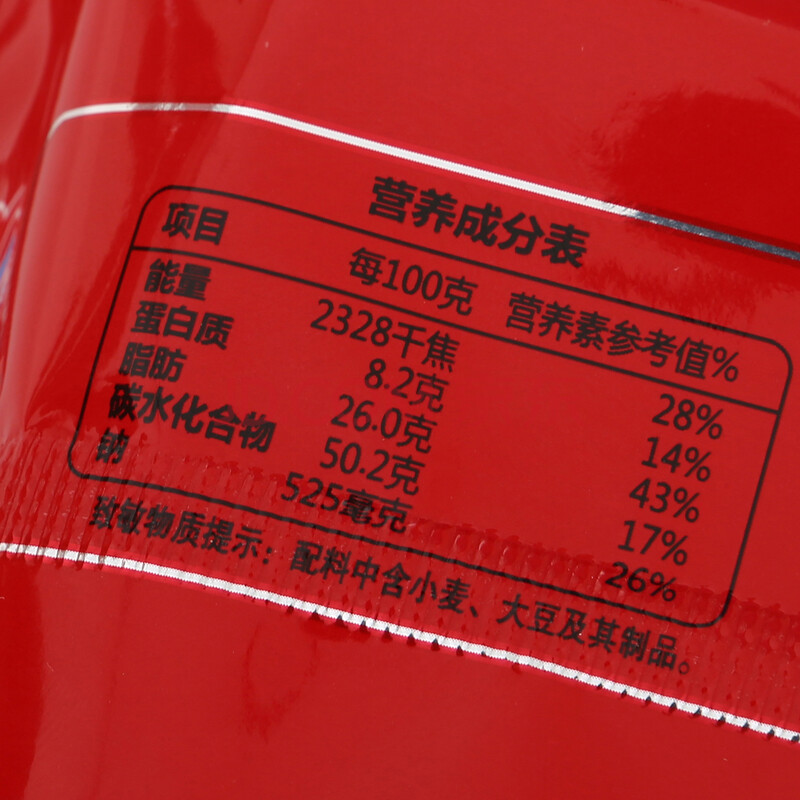 营养成分表
项目 每100克 营养素参考值%
能量 2328千焦 28%
蛋白质 8.2克 14%
脂肪 26.0克 43%
碳水化合物 50.2克 17%
钠 525毫克 26%
致敏物质提示：配料中含小麦、大豆及其制品。